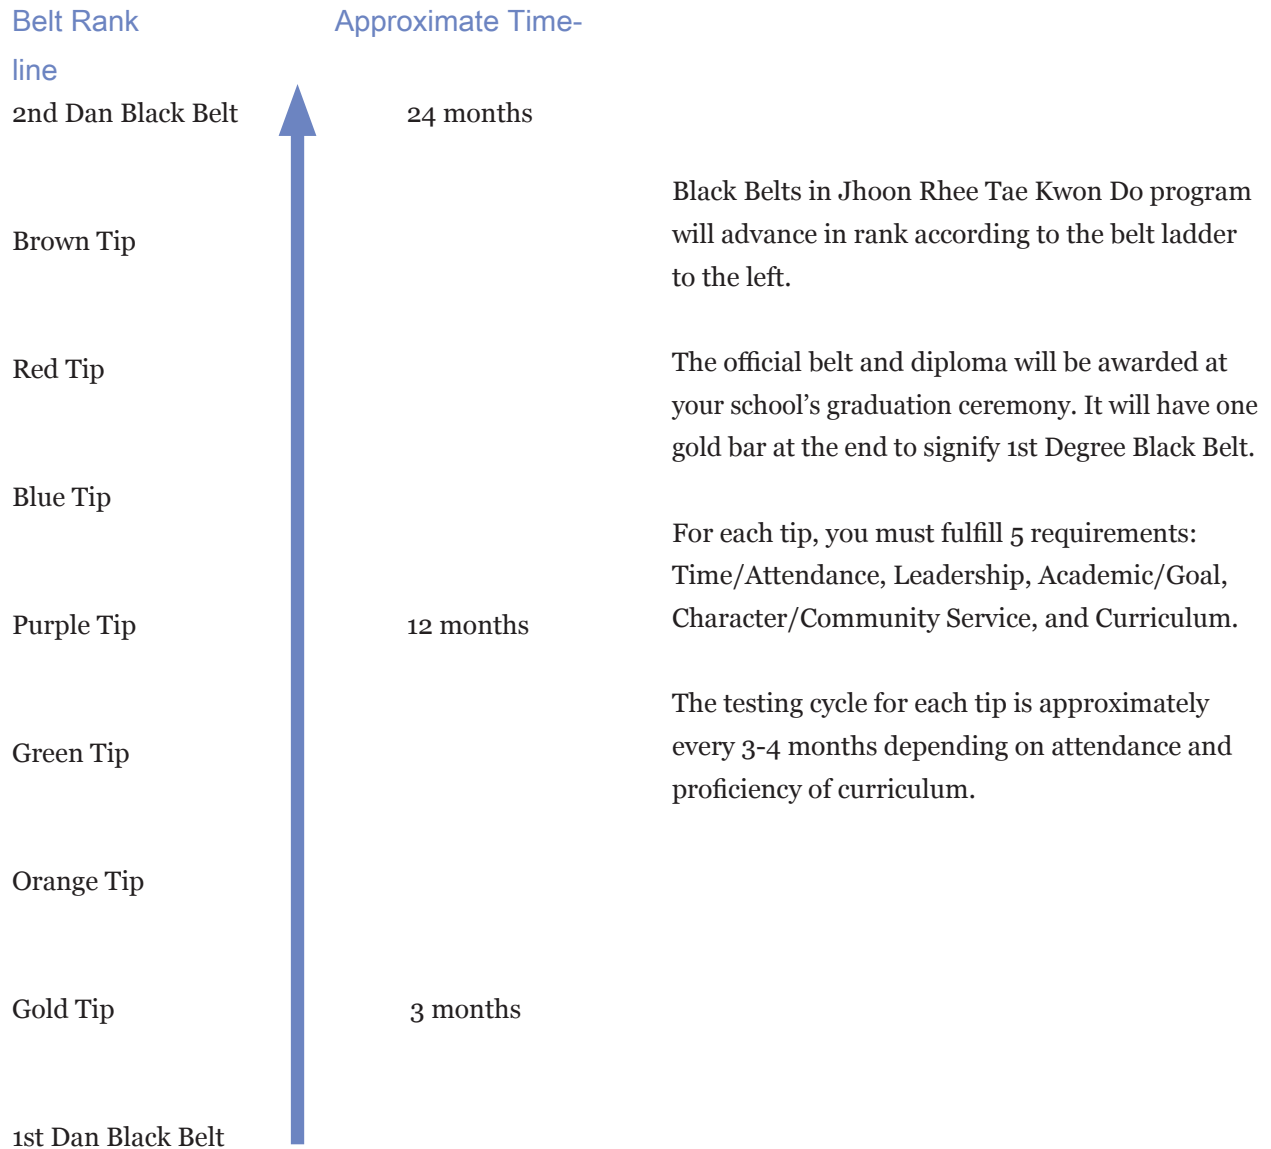 Belt Rank Approximate Time-
line
2nd Dan Black Belt 24 months
Brown Tip
Red Tip
Blue Tip
Purple Tip 12 months
Green Tip
Orange Tip
Gold Tip 3 months
1st Dan Black Belt
Black Belts in Jhoon Rhee Tae Kwon Do program
will advance in rank according to the belt ladder
to the left.
The official belt and diploma will be awarded at
your school’s graduation ceremony. It will have one
gold bar at the end to signify 1st Degree Black Belt.
For each tip, you must fulfill 5 requirements:
Time/Attendance, Leadership, Academic/Goal,
Character/Community Service, and Curriculum.
The testing cycle for each tip is approximately
every 3-4 months depending on attendance and
proficiency of curriculum.